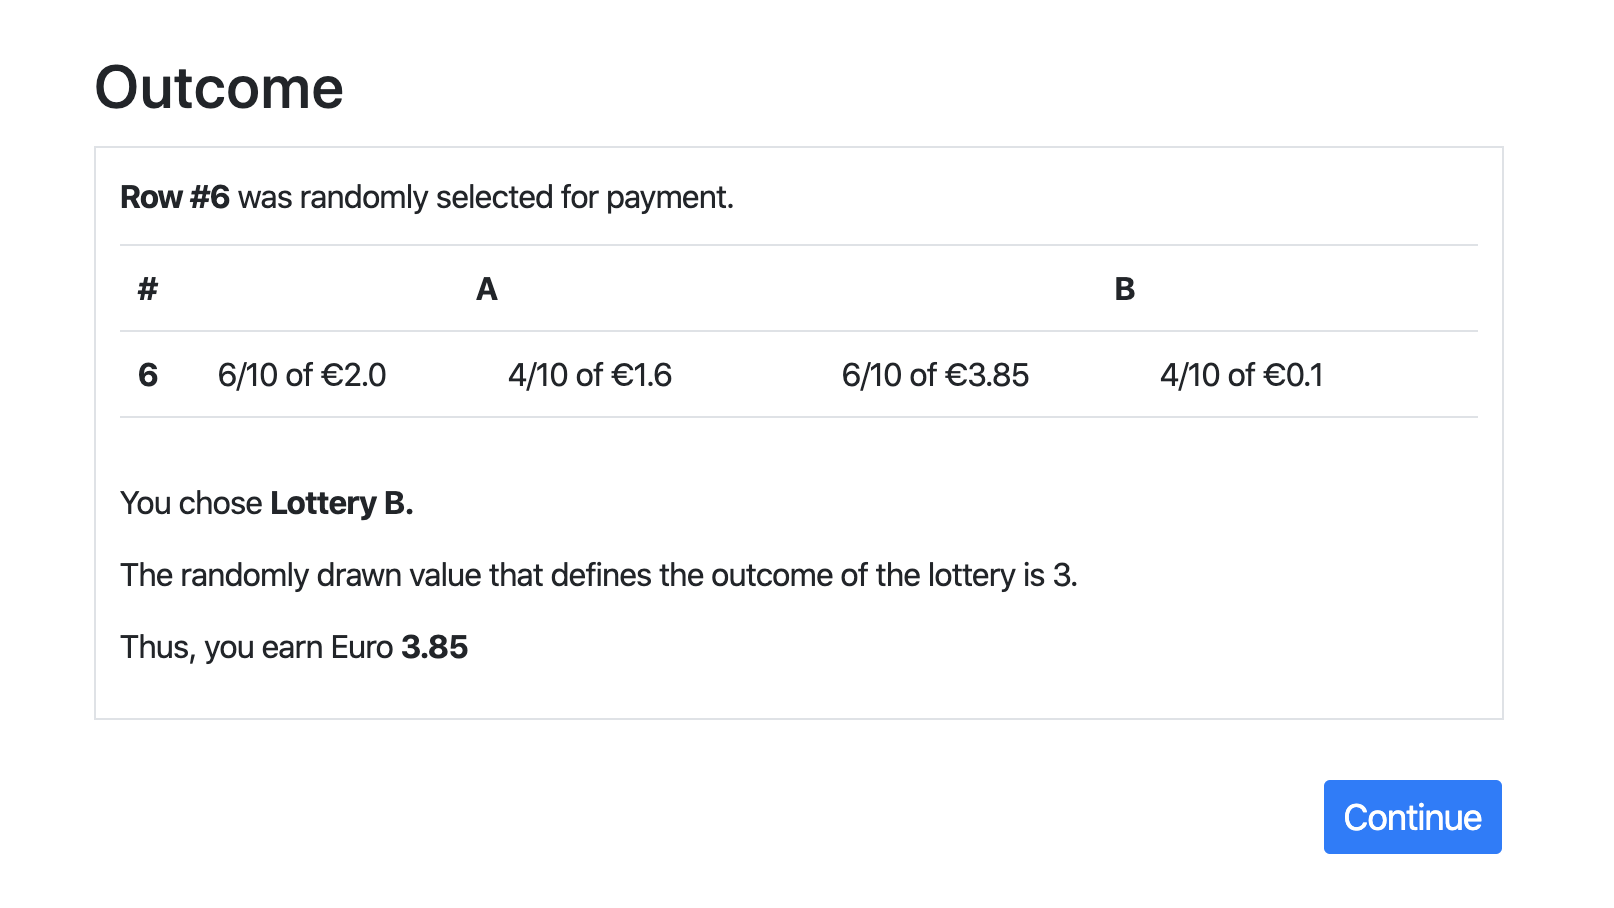 Outcome
Row #6 was randomly selected for payment.
# A B
6 6/10 of €2.0 4/10 of €1.6 6/10 of €3.85 4/10 of €0.1
You chose Lottery B.
The randomly drawn value that defines the outcome of the lottery is 3.
Thus, you earn Euro 3.85
Continue